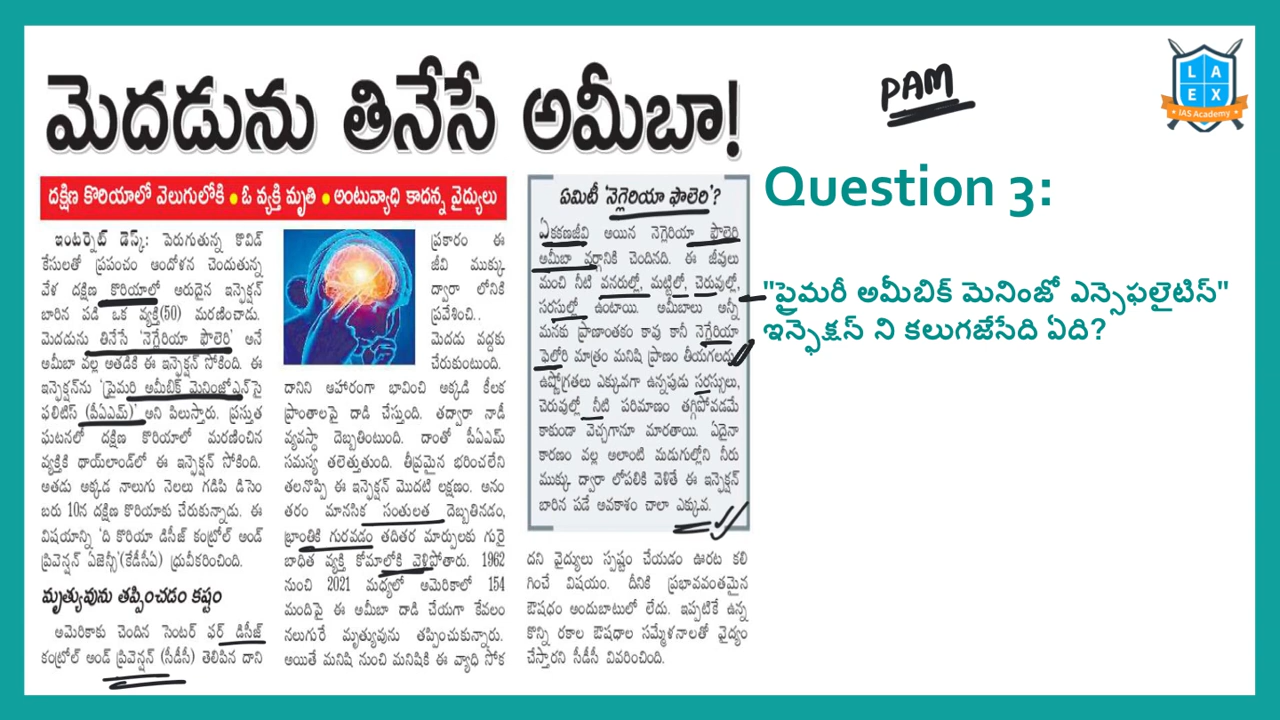 మెదడును తినేసే అమీబా!
దక్షిణ కొరియాలో వెలుగులోకి • ఓ వ్యక్తి మృతి • అంటువ్యాధి కాదన్న వైద్యులు
ఇంటర్నెట్ డెస్క్: పెరుగుతున్న కొవిడ్
కేసులతో ప్రపంచం ఆందోళన చెందుతున్న
వేళ దక్షిణ కొరియాలో అరుదైన ఇన్ఫెక్షన్
బారిన పడి ఒక వ్యక్తి(50) మరణించాడు.
మెదడును తినేసే 'నెగ్లెరియా ఫౌలెరి' అనే
అమీబా వల్ల అతడికి ఈ ఇన్ఫెక్షన్ సోకింది. ఈ
ఇన్ఫెక్షన్‌ను 'ప్రైమరి అమీబిక్ మెనింజోఎన్‌సె
ఫలిటిస్ (పీఏఎమ్)' అని పిలుస్తారు. ప్రస్తుత
ఘటనలో దక్షిణ కొరియాలో మరణించిన
వ్యక్తికి థాయ్‌లాండ్‌లో ఈ ఇన్ఫెక్షన్ సోకింది.
అతడు అక్కడ నాలుగు నెలలు గడిపి డిసెం
బరు 10న దక్షిణ కొరియాకు చేరుకున్నాడు. ఈ
విషయాన్ని 'ది కొరియా డిసీజ్ కంట్రోల్ అండ్
ప్రివెన్షన్ ఏజెన్సీ'(కేడీసీఏ) ధ్రువీకరించింది.
మృత్యువును తప్పించడం కష్టం
అమెరికాకు చెందిన సెంటర్ ఫర్ డిసీజ్
కంట్రోల్ అండ్ ప్రివెన్షన్ (సీడీసీ) తెలిపిన దాని
ప్రకారం ఈ
జీవి ముక్కు
ద్వారా లోనికి
ప్రవేశించి..
మెదడు వద్దకు
చేరుకుంటుంది.
దానిని ఆహారంగా భావించి అక్కడి కీలక
ప్రాంతాలపై దాడి చేస్తుంది. తద్వారా నాడీ
వ్యవస్థా దెబ్బతింటుంది. దాంతో పీఏఎమ్
సమస్య తలెత్తుతుంది. తీవ్రమైన భరించలేని
తలనొప్పి ఈ ఇన్ఫెక్షన్ మొదటి లక్షణం. అనం
తరం మానసిక సంతులత దెబ్బతినడం,
భ్రాంతికి గురవడం తదితర మార్పులకు గురై
బాధిత వ్యక్తి కోమాలోకి వెళ్లిపోతారు. 1962
నుంచి 2021 మధ్యలో అమెరికాలో 154
మందిపై ఈ అమీబా దాడి చేయగా కేవలం
నలుగురే మృత్యువును తప్పించుకున్నారు.
అయితే మనిషి నుంచి మనిషికి ఈ వ్యాధి సోక
ఏమిటీ 'నెగ్లెరియా ఫౌలెరి'?
ఏకకణజీవి అయిన నెగ్లెరియా ఫౌలెరి
అమీబా వర్గానికి చెందినది. ఈ జీవులు
మంచి నీటి వనరుల్లో, మట్టిలో, చెరువుల్లో,
సరసుల్లో ఉంటాయి. అమీబాలు అన్నీ
మనకు ప్రాణాంతకం కావు కానీ నెగ్లేరియా
ఫెల్లోరి మాత్రం మనిషి ప్రాణం తీయగలదు.
ఉష్ణోగ్రతలు ఎక్కువగా ఉన్నపుడు సరస్సులు,
చెరువుల్లో నీటి పరిమాణం తగ్గిపోవడమే
కాకుండా వెచ్చగానూ మారతాయి. ఏదైనా
కారణం వల్ల అలాంటి మడుగుల్లోని నీరు
ముక్కు ద్వారా లోపలికి వెళితే ఈ ఇన్ఫెక్షన్
బారిన పడే అవకాశం చాలా ఎక్కువ.
దని వైద్యులు స్పష్టం చేయడం ఊరట కలి
గించే విషయం. దీనికి ప్రభావవంతమైన
ఔషధం అందుబాటులో లేదు. ఇప్పటికే ఉన్న
కొన్ని రకాల ఔషధాల సమ్మేళనాలతో వైద్యం
చేస్తారని సీడీసీ వివరించింది.
PAM
LA
EX
IAS Academy
Question 3:
"ప్రైమరీ అమీబిక్ మెనింజో ఎన్సెఫలైటిస్"
ఇన్ఫెక్షస్ ని కలుగజేసేది ఏది?